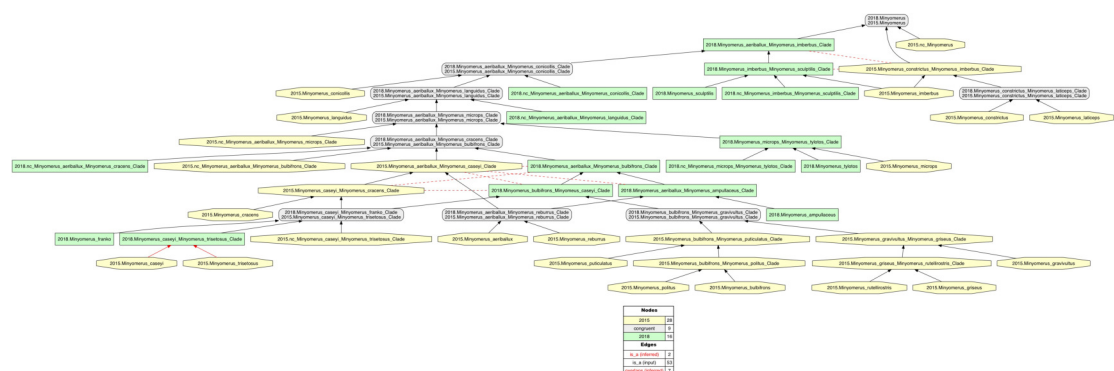 2018.Minyomerus
2015.Minyomerus
2018.Minyomerus_aeriballux_Minyomerus_imberbus_Clade
2015.nc_Minyomerus
2018.Minyomerus_aeriballux_Minyomerus_conicollis_Clade
2015.Minyomerus_aeriballux_Minyomerus_conicollis_Clade
2018.Minyomerus_imberbus_Minyomerus_sculptilis_Clade
2015.Minyomerus_constrictus_Minyomerus_imberbus_Clade
2015.Minyomerus_conicollis
2018.Minyomerus_aeriballux_Minyomerus_languidus_Clade
2015.Minyomerus_aeriballux_Minyomerus_languidus_Clade
2018.nc_Minyomerus_aeriballux_Minyomerus_conicollis_Clade
2018.Minyomerus_sculptilis
2018.nc_Minyomerus_imberbus_Minyomerus_sculptilis_Clade
2015.Minyomerus_imberbus
2018.Minyomerus_constrictus_Minyomerus_laticeps_Clade
2015.Minyomerus_constrictus_Minyomerus_laticeps_Clade
2015.Minyomerus_languidus
2018.Minyomerus_aeriballux_Minyomerus_microps_Clade
2015.Minyomerus_aeriballux_Minyomerus_microps_Clade
2018.nc_Minyomerus_aeriballux_Minyomerus_languidus_Clade
2015.Minyomerus_constrictus
2015.Minyomerus_laticeps
2015.nc_Minyomerus_aeriballux_Minyomerus_microps_Clade
2018.Minyomerus_aeriballux_Minyomerus_cracens_Clade
2015.Minyomerus_aeriballux_Minyomerus_bulbifrons_Clade
2018.Minyomerus_microps_Minyomerus_tylotos_Clade
2018.nc_Minyomerus_aeriballux_Minyomerus_cracens_Clade
2015.nc_Minyomerus_aeriballux_Minyomerus_bulbifrons_Clade
2015.Minyomerus_aeriballux_Minyomerus_caseyi_Clade
2018.Minyomerus_aeriballux_Minyomerus_bulbifrons_Clade
2018.nc_Minyomerus_microps_Minyomerus_tylotos_Clade
2018.Minyomerus_tylotos
2015.Minyomerus_microps
2015.Minyomerus_caseyi_Minyomerus_cracens_Clade
2018.Minyomerus_bulbifrons_Minyomerus_caseyi_Clade
2018.Minyomerus_aeriballux_Minyomerus_ampullaceus_Clade
2015.Minyomerus_cracens
2018.Minyomerus_caseyi_Minyomerus_franko_Clade
2015.Minyomerus_caseyi_Minyomerus_trisetosus_Clade
2018.Minyomerus_aeriballux_Minyomerus_reburrus_Clade
2015.Minyomerus_aeriballux_Minyomerus_reburrus_Clade
2018.Minyomerus_bulbifrons_Minyomerus_gravivultus_Clade
2015.Minyomerus_bulbifrons_Minyomerus_gravivultus_Clade
2018.Minyomerus_ampullaceus
2018.Minyomerus_franko
2018.Minyomerus_caseyi_Minyomerus_trisetosus_Clade
2015.nc_Minyomerus_caseyi_Minyomerus_trisetosus_Clade
2015.Minyomerus_aeriballux
2015.Minyomerus_reburrus
2015.Minyomerus_bulbifrons_Minyomerus_puticulatus_Clade
2015.Minyomerus_gravivultus_Minyomerus_griseus_Clade
2015.Minyomerus_caseyi
2015.Minyomerus_trisetosus
2015.Minyomerus_puticulatus
2015.Minyomerus_bulbifrons_Minyomerus_politus_Clade
2015.Minyomerus_griseus_Minyomerus_rutellirostris_Clade
2015.Minyomerus_gravivultus
2015.Minyomerus_politus
2015.Minyomerus_bulbifrons
2015.Minyomerus_rutellirostris
2015.Minyomerus_griseus
Nodes
2015 28
congruent 9
2018 16
Edges
is_a (inferred) 2
is_a (input) 53